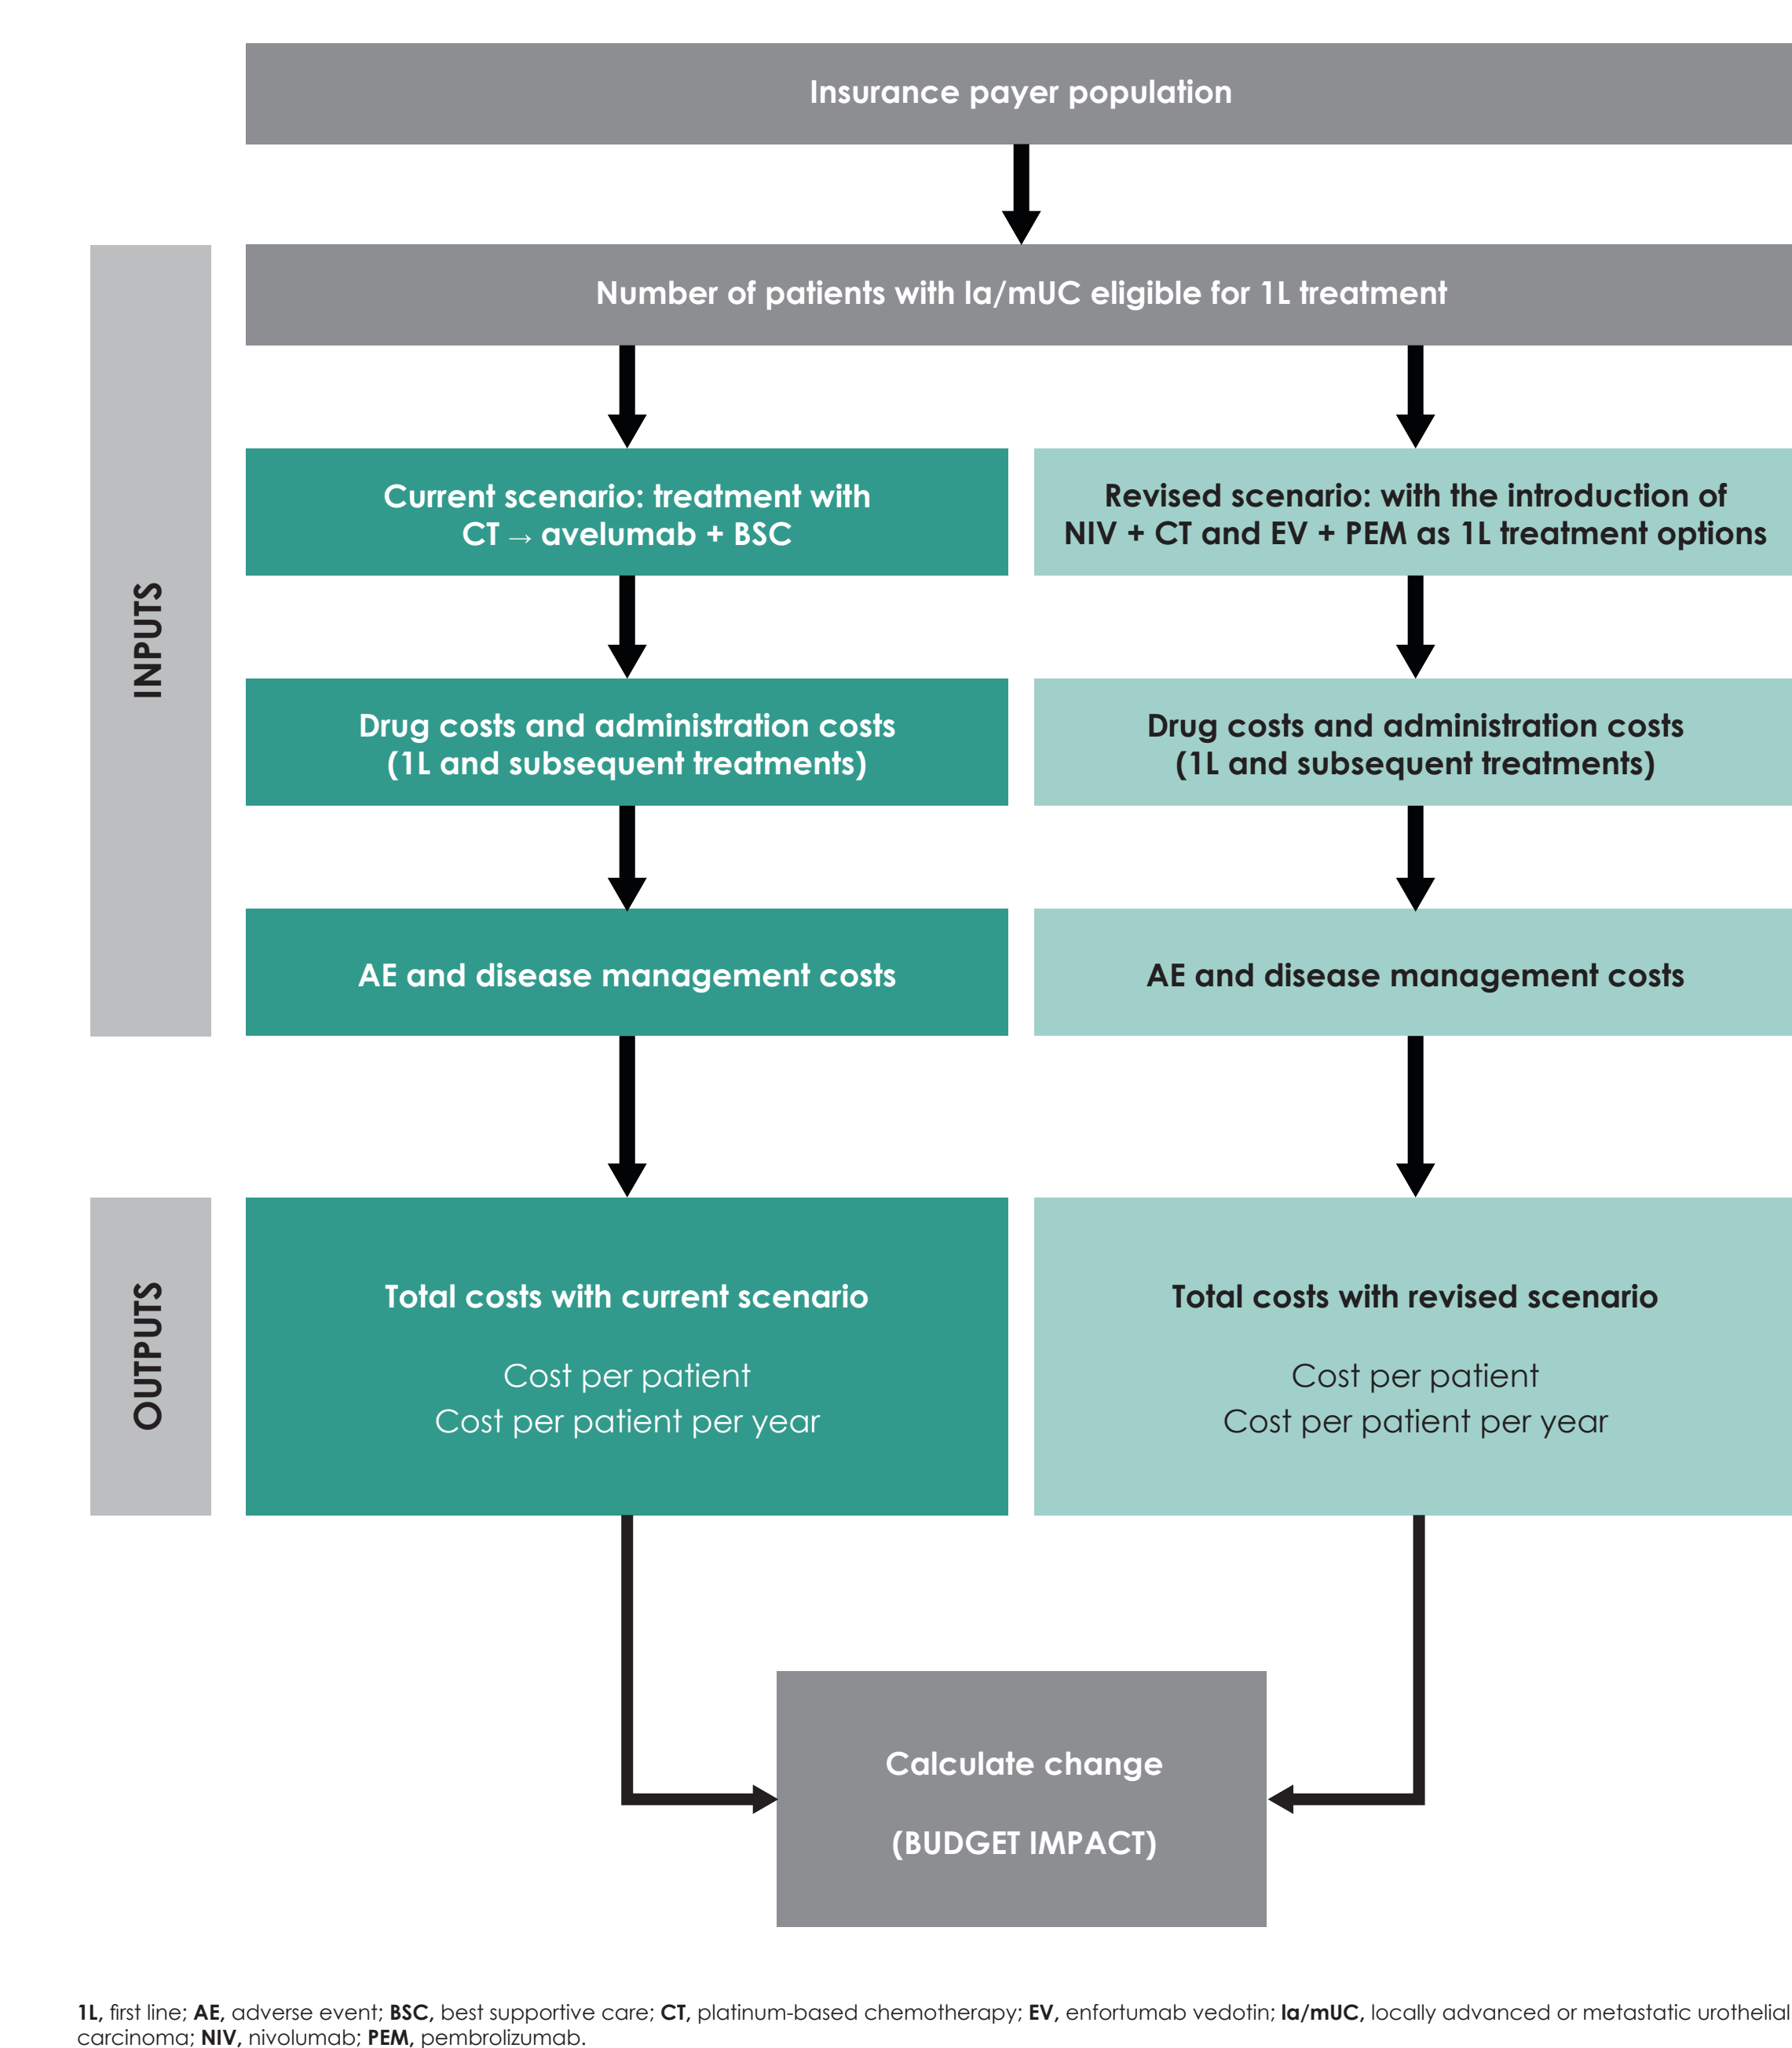 Insurance payer population
Number of patients with la/mUC eligible for 1L treatment
INPUTS
Current scenario: treatment with
CT → avelumab + BSC
Revised scenario: with the introduction of
NIV + CT and EV + PEM as 1L treatment options
Drug costs and administration costs
(1L and subsequent treatments)
Drug costs and administration costs
(1L and subsequent treatments)
AE and disease management costs
AE and disease management costs
OUTPUTS
Total costs with current scenario
Cost per patient
Cost per patient per year
Total costs with revised scenario
Cost per patient
Cost per patient per year
Calculate change
(BUDGET IMPACT)
1L, first line; AE, adverse event; BSC, best supportive care; CT, platinum-based chemotherapy; EV, enfortumab vedotin; la/mUC, locally advanced or metastatic urothelial
carcinoma; NIV, nivolumab; PEM, pembrolizumab.